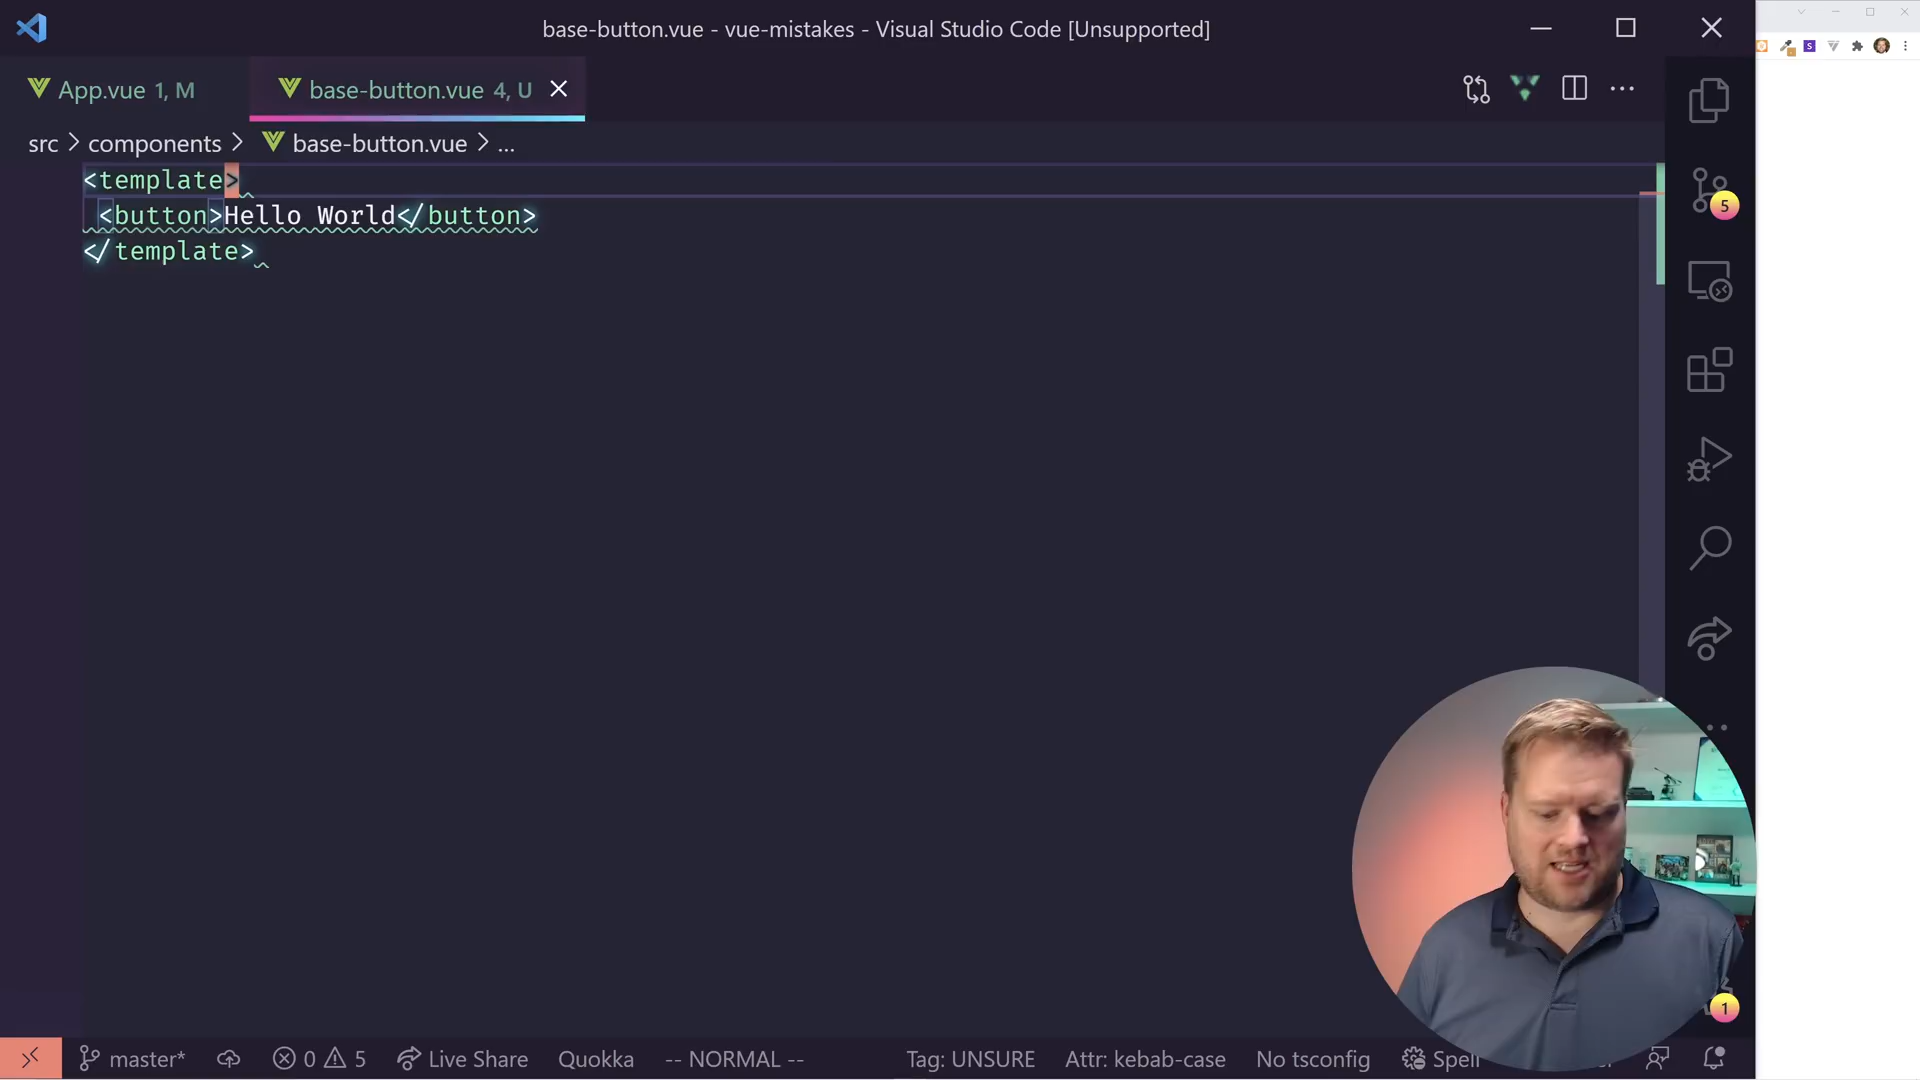 base-button.vue - vue-mistakes - Visual Studio Code [Unsupported]
App.vue 1, M
base-button.vue 4, U
src > components > base-button.vue > ...
<template>
<button>Hello World</button>
</template>
5
S
1
master*
0
5
Live Share
Quokka
-- NORMAL --
Tag: UNSURE
Attr: kebab-case
No tsconfig
Spell